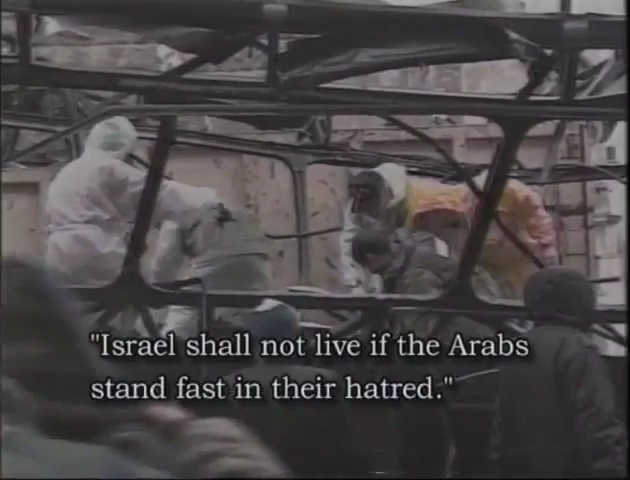 "Israel shall not live if the Arabs
stand fast in their hatred."